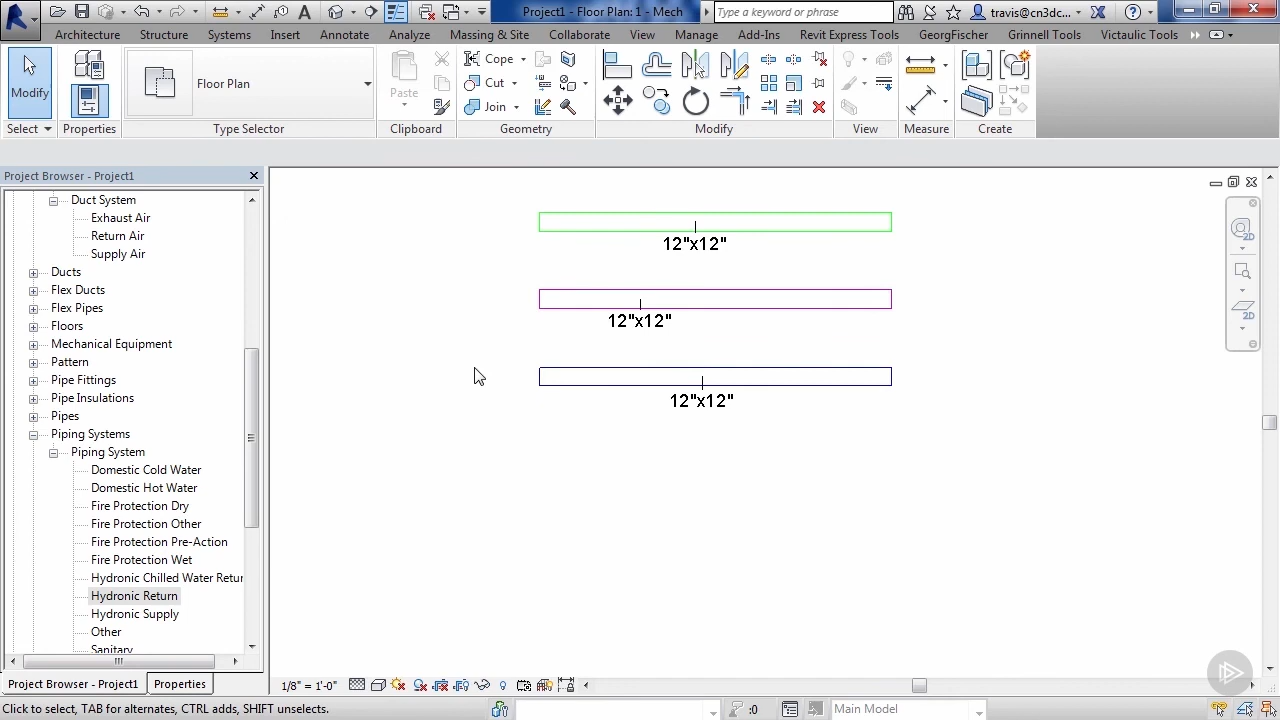 Project1 - Floor Plan: 1 - Mech
Type a keyword or phrase
travis@cn3dc...
Architecture Structure Systems Insert Annotate Analyze Massing & Site Collaborate View Manage Add-Ins Revit Express Tools GeorgFischer Grinnell Tools Victaulic Tools
Modify
Floor Plan
Paste
Cope
Cut
Join
Select Properties Type Selector Clipboard Geometry Modify View Measure Create
Project Browser - Project1
Duct System
Exhaust Air
Return Air
Supply Air
Ducts
Flex Ducts
Flex Pipes
Floors
Mechanical Equipment
Pattern
Pipe Fittings
Pipe Insulations
Pipes
Piping Systems
Piping System
Domestic Cold Water
Domestic Hot Water
Fire Protection Dry
Fire Protection Other
Fire Protection Pre-Action
Fire Protection Wet
Hydronic Chilled Water Retur
Hydronic Return
Hydronic Supply
Other
Sanitary
Project Browser - Project1 Properties
12"x12"
12"x12"
12"x12"
2D
2D
1/8" = 1'-0"
Click to select, TAB for alternates, CTRL adds, SHIFT unselects.
:0
Main Model